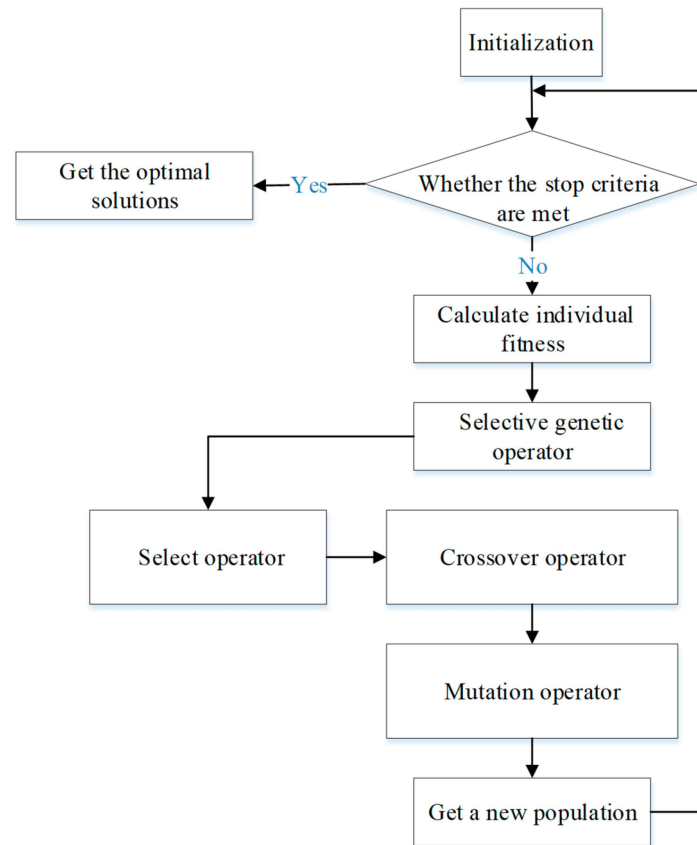 Initialization
Get the optimal
solutions
Yes
Whether the stop criteria
are met
No
Calculate individual
fitness
Selective genetic
operator
Select operator
Crossover operator
Mutation operator
Get a new population